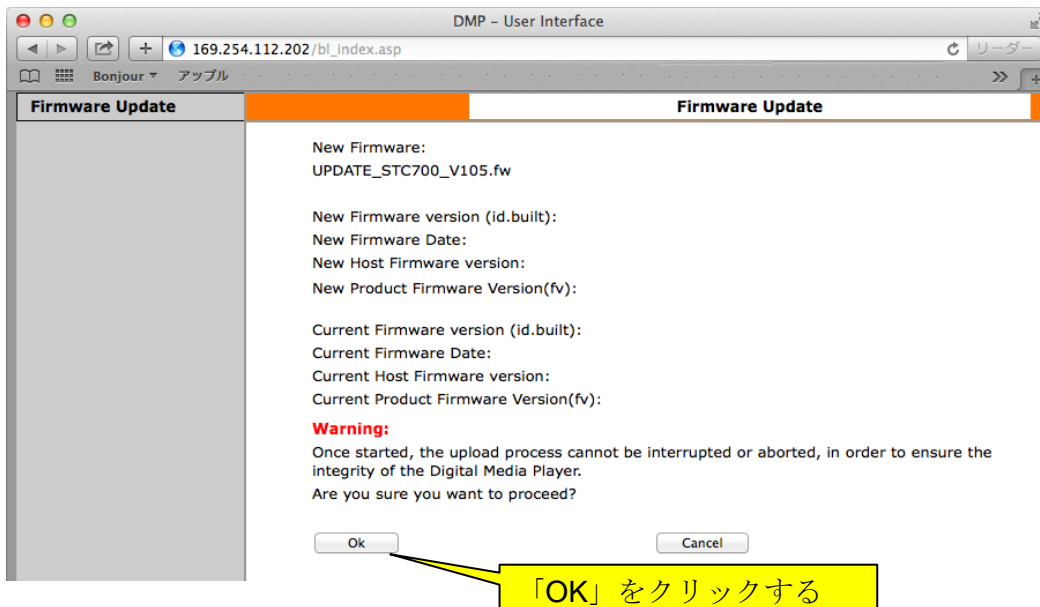 DMP – User Interface
169.254.112.202/bl_index.asp
リーダー
Bonjour ▼ アップル
Firmware Update
Firmware Update
New Firmware:
UPDATE_STC700_V105.fw
New Firmware version (id.built):
New Firmware Date:
New Host Firmware version:
New Product Firmware Version(fv):
Current Firmware version (id.built):
Current Firmware Date:
Current Host Firmware version:
Current Product Firmware Version(fv):
Warning:
Once started, the upload process cannot be interrupted or aborted, in order to ensure the
integrity of the Digital Media Player.
Are you sure you want to proceed?
Ok Cancel
「OK」をクリックする